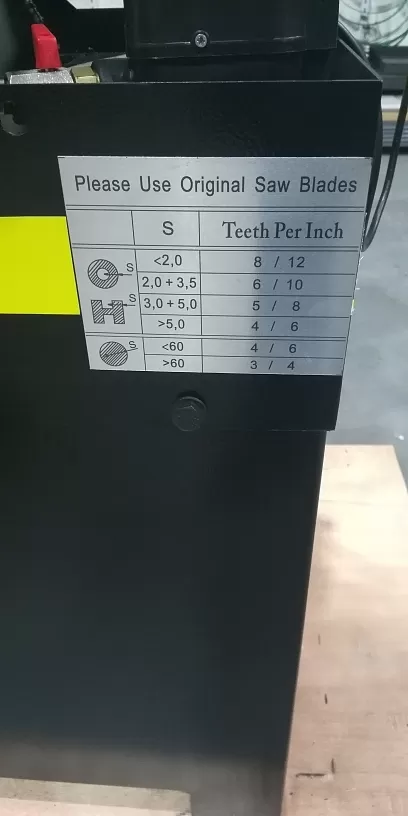 Please Use Original Saw Blades
S Teeth Per Inch
S <2,0 8 / 12
2,0 + 3,5 6 / 10
S 3,0 + 5,0 5 / 8
>5,0 4 / 6
S <60 4 / 6
>60 3 / 4